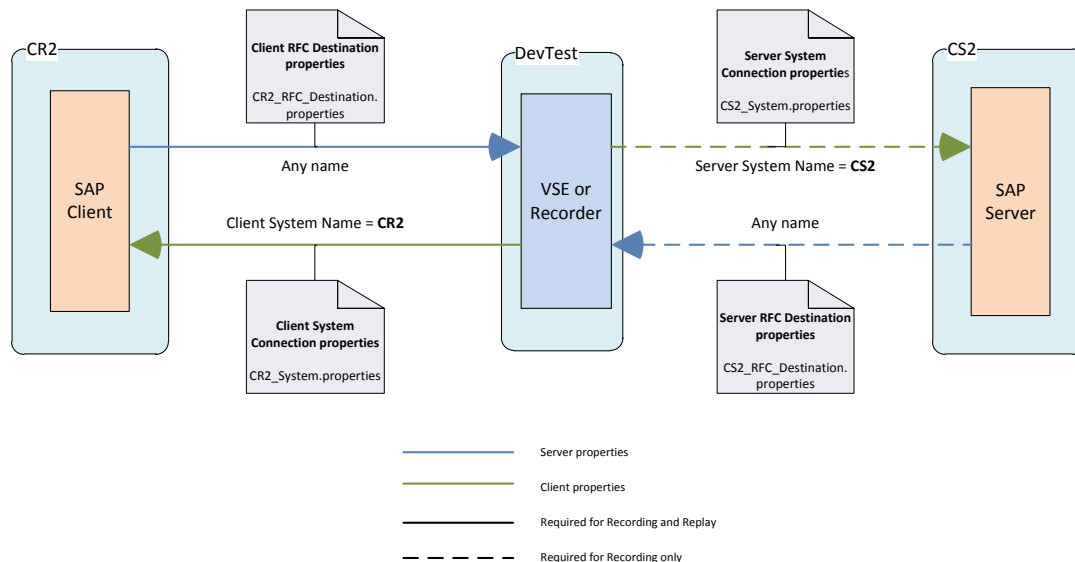 CR2
Client RFC Destination
properties
CR2_RFC_Destination.
properties
DevTest
Server System
Connection properties
CS2_System.properties
CS2
SAP
Client
Any name
Client System Name = CR2
VSE or
Recorder
Server System Name = CS2
Any name
SAP
Server
Client System
Connection properties
CR2_System.properties
Server RFC Destination
properties
CS2_RFC_Destination.
properties
Server properties
Client properties
Required for Recording and Replay
Required for Recording only